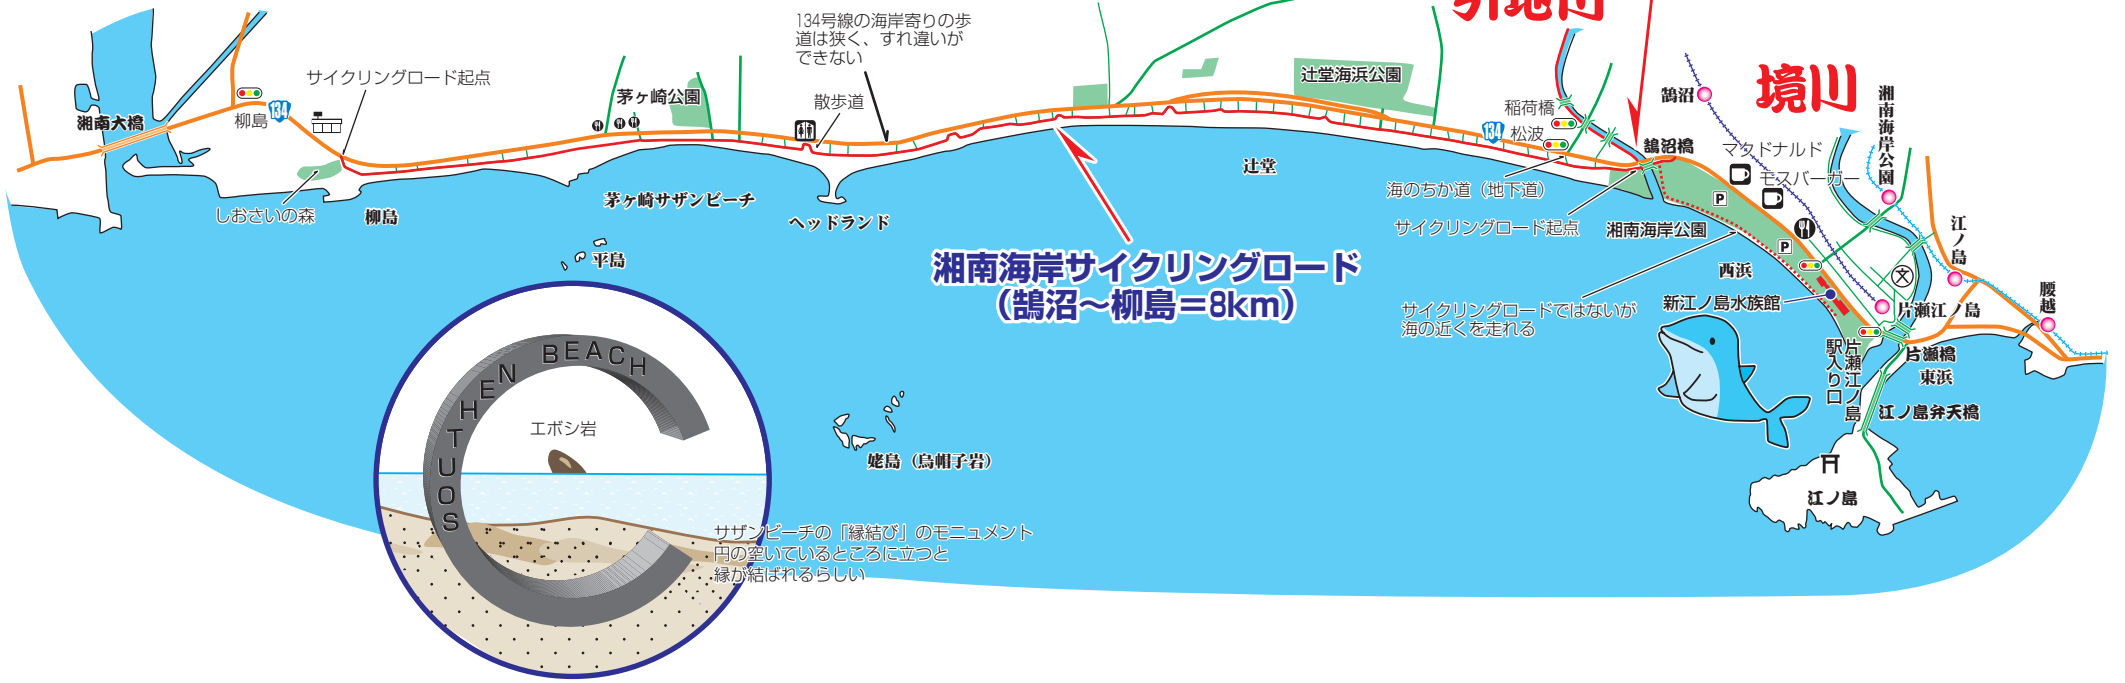 134号線の海岸寄りの歩
道は狭く、すれ違いが
できない
引地川
サイクリングロード起点
湘南大橋
柳島
134
茅ヶ崎公園
散歩道
辻堂海浜公園
稲荷橋
134
松波
鵠沼
境川
湘南海岸公園
鵠沼橋
マクドナルド
モスバーガー
しおさいの森
柳島
茅ヶ崎サザンビーチ
ヘッドランド
辻堂
海のちか道（地下道）
サイクリングロード起点
湘南海岸公園
P
P
江ノ島
平島
湘南海岸サイクリングロード
（鵠沼～柳島＝8km）
西浜
文
新江ノ島水族館
サイクリングロードではないが
海の近くを走れる
片瀬江ノ島
腰越
片瀬江ノ島
駅入り口
片瀬橋
東浜
江ノ島弁天橋
SOUTHEN BEACH
エボシ岩
姥島（烏帽子岩）
江ノ島
サザンビーチの「縁結び」のモニュメント
円の空いているところに立つと
縁が結ばれるらしい